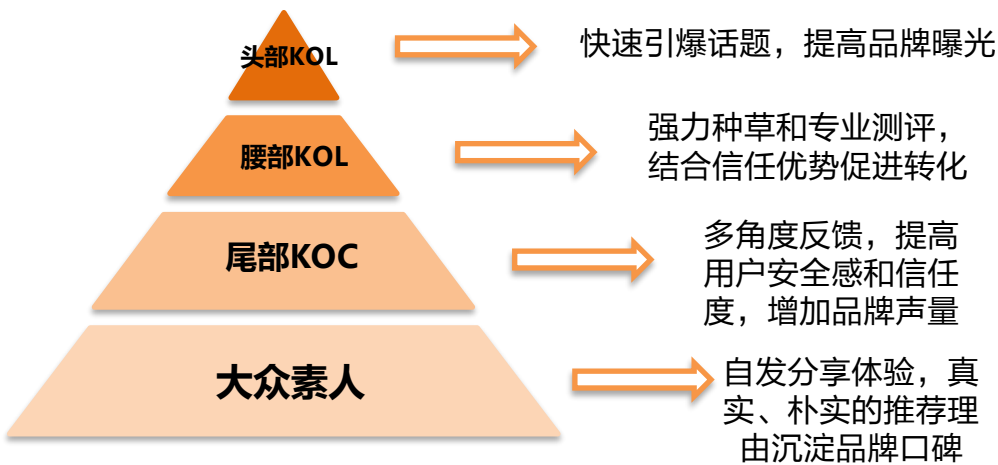 头部KOL
快速引爆话题，提高品牌曝光
腰部KOL
强力种草和专业测评，
结合信任优势促进转化
尾部KOC
多角度反馈，提高
用户安全感和信任
度，增加品牌声量
大众素人
自发分享体验，真
实、朴实的推荐理
由沉淀品牌口碑